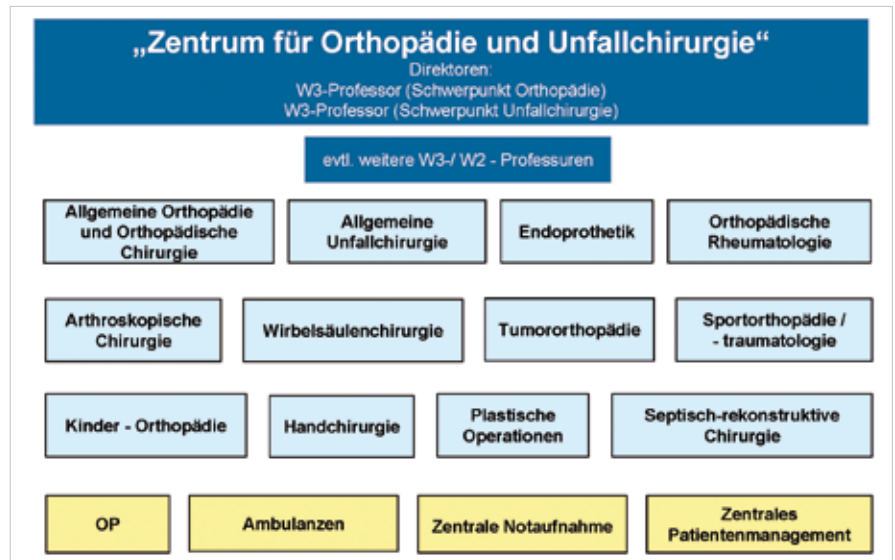 „Zentrum für Orthopädie und Unfallchirurgie“
Direktoren:
W3-Professor (Schwerpunkt Orthopädie)
W3-Professor (Schwerpunkt Unfallchirurgie)
evtl. weitere W3-/ W2 - Professuren
Allgemeine Orthopädie
und Orthopädische
Chirurgie
Allgemeine
Unfallchirurgie
Endoprothetik
Orthopädische
Rheumatologie
Arthroskopische
Chirurgie
Wirbelsäulenchirurgie
Tumororthopädie
Sportorthopädie /
- traumatologie
Kinder - Orthopädie
Handchirurgie
Plastische
Operationen
Septisch-rekonstruktive
Chirurgie
OP
Ambulanzen
Zentrale Notaufnahme
Zentrales
Patientenmanagement